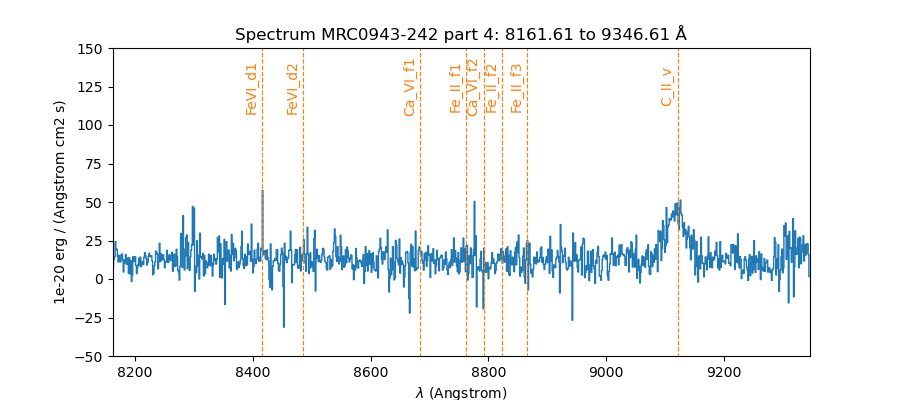 Spectrum MRC0943-242 part 4: 8161.61 to 9346.61 Å
1e-20 erg / (Angstrom cm2 s)
150
125
100
75
50
25
0
−25
−50
FeVI_d1
FeVI_d2
Ca_VI_f1
Fe_II_f1
Ca_VI_f2
Fe_II_f2
Fe_II_f3
C_II_v
8200
8400
8600
8800
9000
9200
λ (Angstrom)